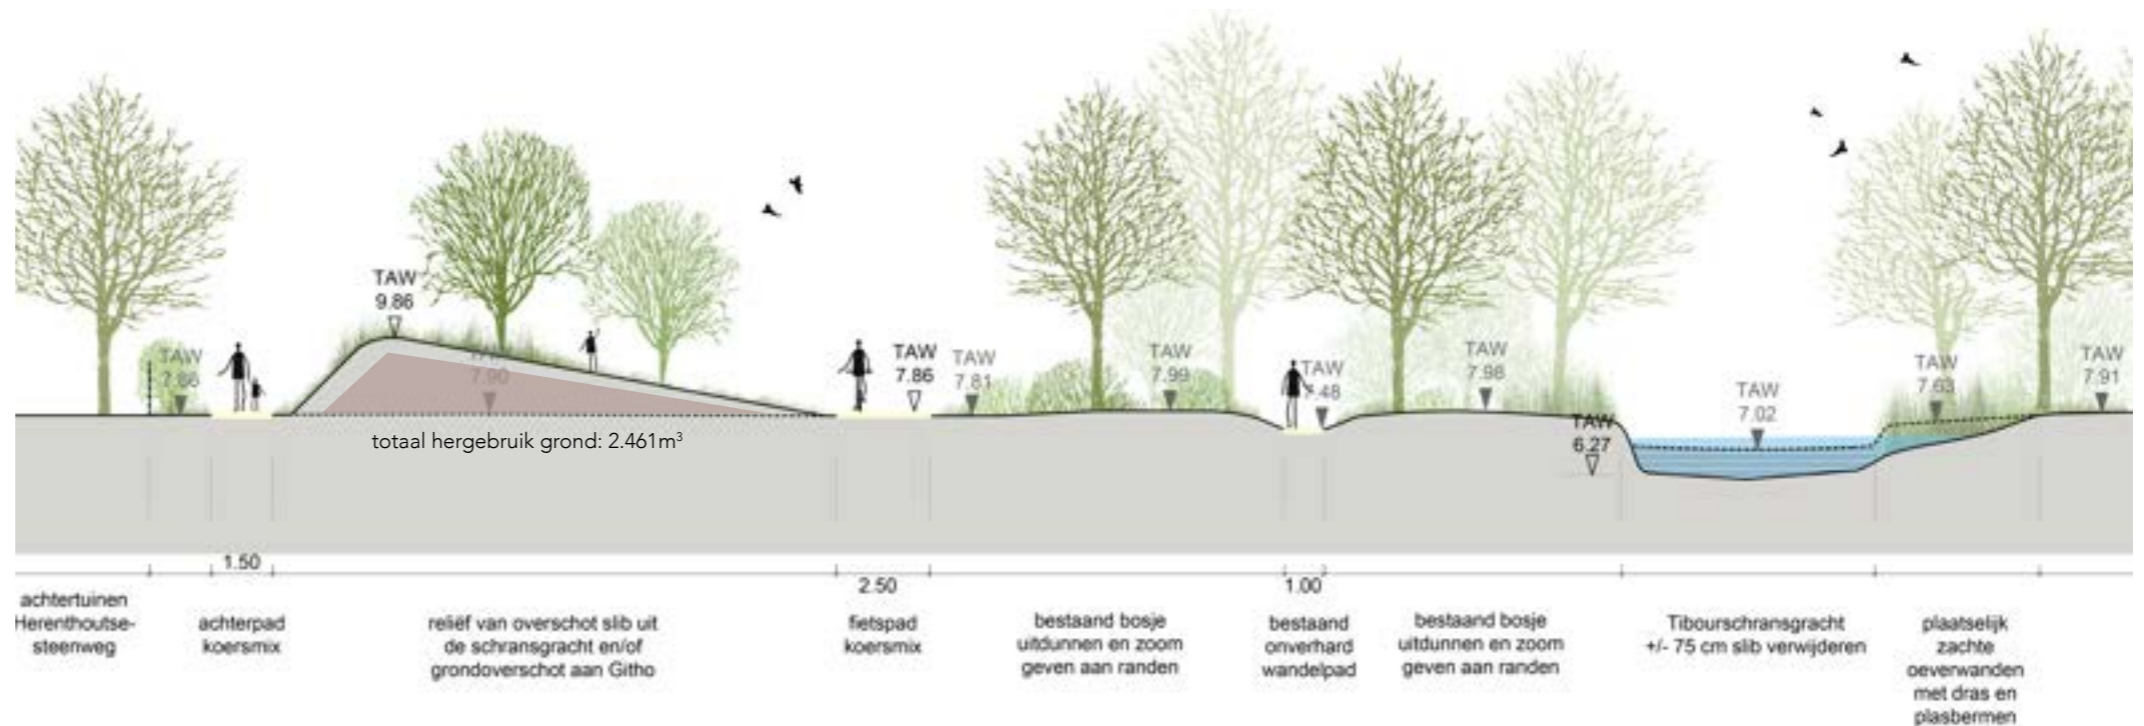 TAW
9.86
TAW
7.86
TAW
7.90
TAW
7.86
TAW
7.81
TAW
7.99
TAW
7.48
TAW
7.98
TAW
6.27
TAW
7.02
TAW
7.63
TAW
7.91
totaal hergebruik grond: 2.461m³
1.50
2.50
1.00
achtertuinen
Herenthoutse-
steenweg
achterpad
koersmix
reliëf van overschot slib uit
de schransgracht en/of
grondoverschot aan Githo
fietspad
koersmix
bestaand bosje
uitdunnen en zoom
geven aan randen
bestaand
onverhard
wandelpad
bestaand bosje
uitdunnen en zoom
geven aan randen
Tibourschransgracht
+/- 75 cm slib verwijderen
plaatselijk
zachte
oeverwanden
met dras en
plasbermen